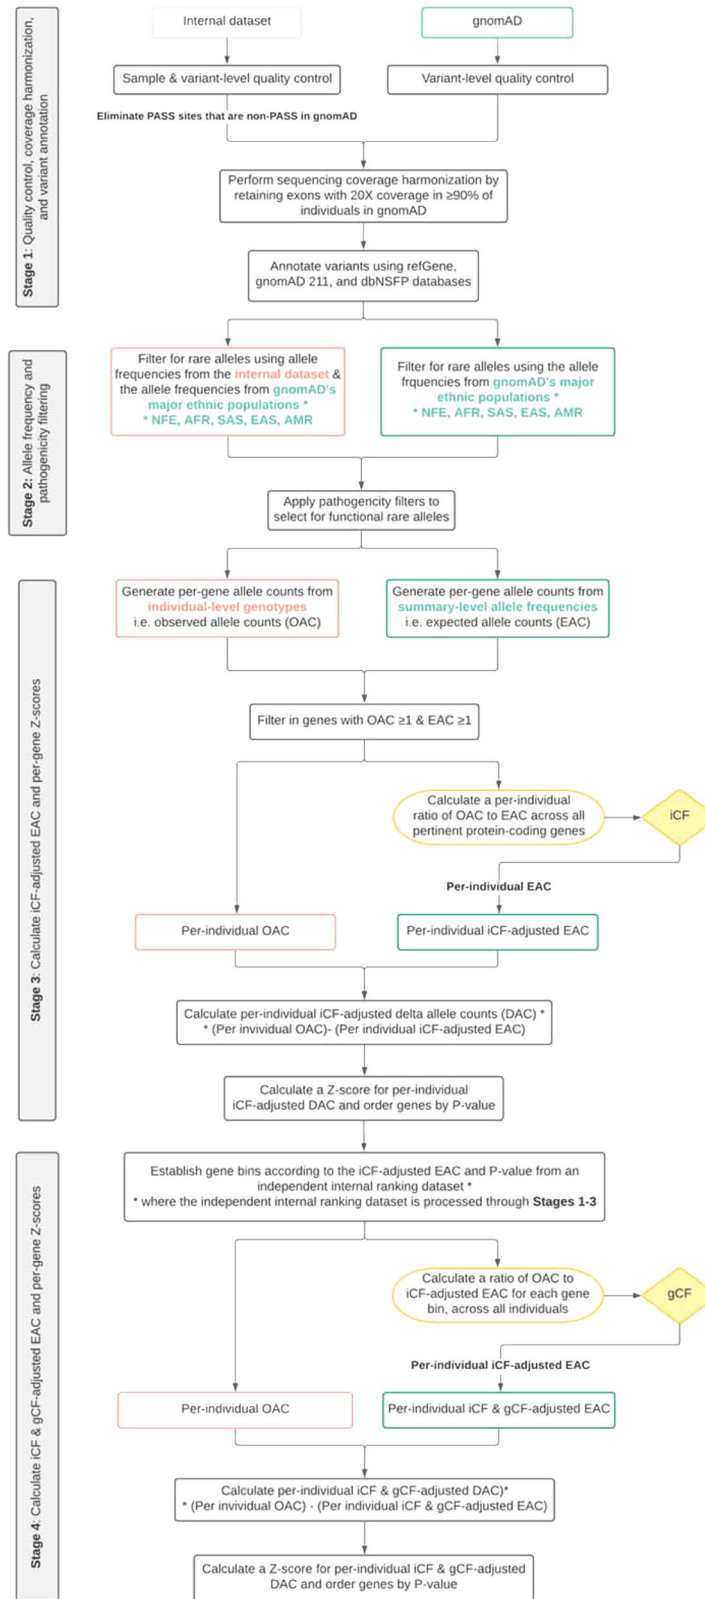 Internal dataset
gnomAD
Stage 1: Quality control, coverage harmonization,
and variant annotation
Sample & variant-level quality control
Variant-level quality control
Eliminate PASS sites that are non-PASS in gnomAD
Perform sequencing coverage harmonization by
retaining exons with 20X coverage in ≥90% of
individuals in gnomAD
Annotate variants using refGene,
gnomAD 211, and dbNSFP databases
Stage 2: Allele frequency and
pathogenicity filtering
Filter for rare alleles using allele
frequencies from the internal dataset &
the allele frequencies from gnomAD's
major ethnic populations *
* NFE, AFR, SAS, EAS, AMR
Filter for rare alleles using the allele
frquencies from gnomAD's major
ethnic populations *
* NFE, AFR, SAS, EAS, AMR
Apply pathogencity filters to
select for functional rare alleles
Stage 3: Calculate iCF-adjusted EAC and per-gene Z-scores
Generate per-gene allele counts from
individual-level genotypes
i.e. observed allele counts (OAC)
Generate per-gene allele counts from
summary-level allele frequencies
i.e. expected allele counts (EAC)
Filter in genes with OAC ≥1 & EAC ≥1
Calculate a per-individual
ratio of OAC to EAC across all
pertinent protein-coding genes
iCF
Per-individual EAC
Per-individual OAC
Per-individual iCF-adjusted EAC
Calculate per-individual iCF-adjusted delta allele counts (DAC) *
* (Per invividual OAC)- (Per individual iCF-adjusted EAC)
Calculate a Z-score for per-individual
iCF-adjusted DAC and order genes by P-value
Stage 4: Calculate iCF & gCF-adjusted EAC and per-gene Z-scores
Establish gene bins according to the iCF-adjusted EAC and P-value from an
independent internal ranking dataset *
* where the independent internal ranking dataset is processed through Stages 1-3
Calculate a ratio of OAC to
iCF-adjusted EAC for each gene
bin, across all individuals
gCF
Per-individual iCF-adjusted EAC
Per-individual OAC
Per-individual iCF & gCF-adjusted EAC
Calculate per-individual iCF & gCF-adjusted DAC)*
* (Per invividual OAC) - (Per individual iCF & gCF-adjusted EAC)
Calculate a Z-score for per-individual iCF & gCF-adjusted
DAC and order genes by P-value